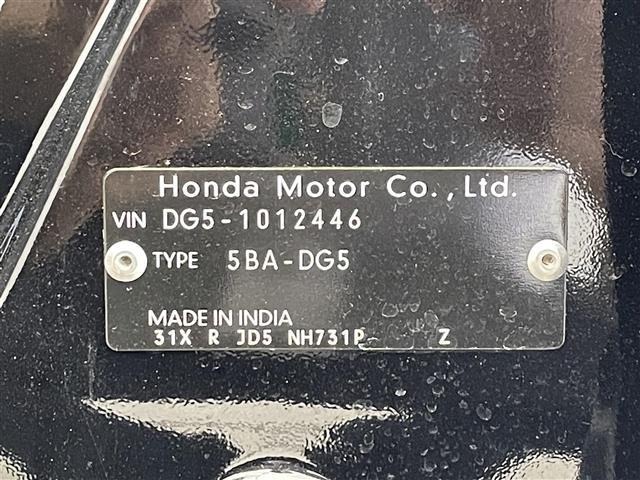 Honda Motor Co., Ltd.
VIN DG5-1012446
TYPE 5BA-DG5
MADE IN INDIA
31X R JD5 NH731P Z